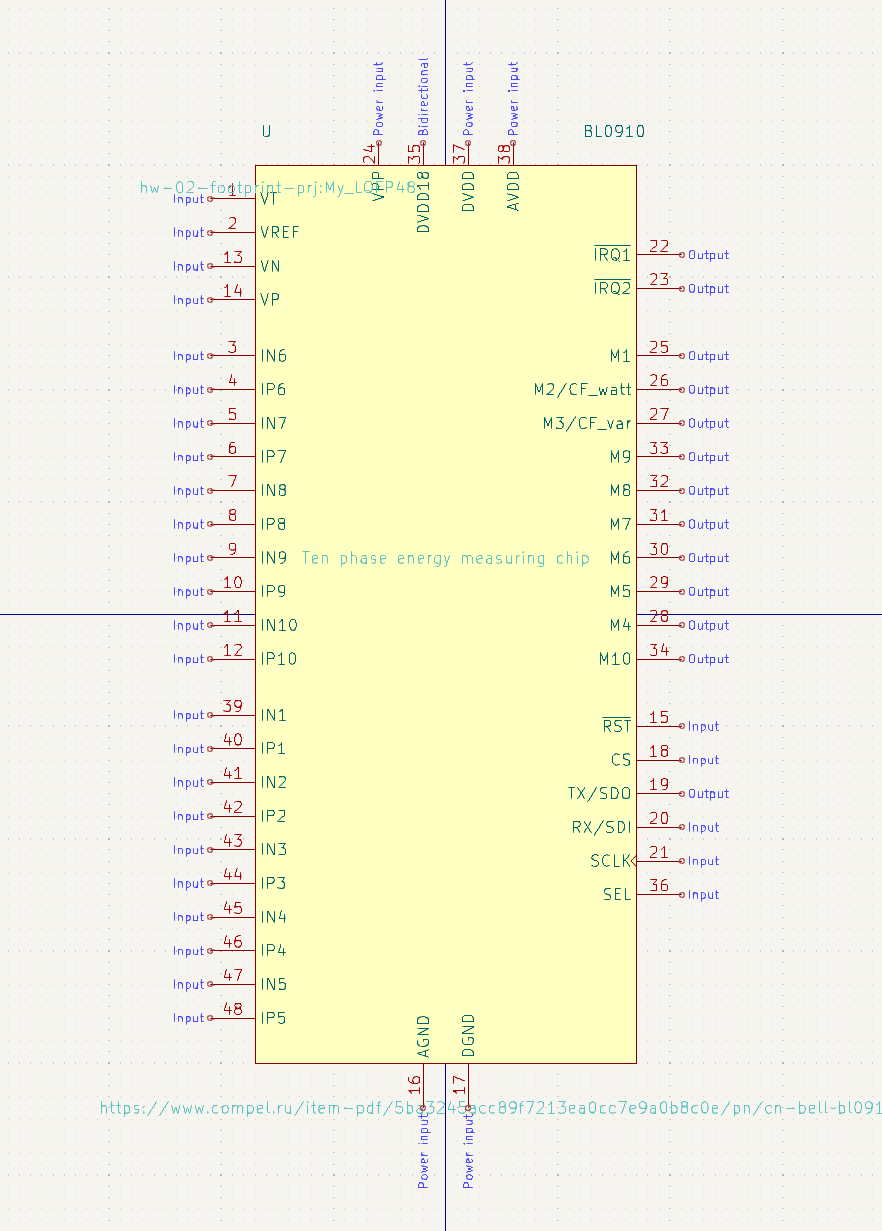 Power input
Bidirectional
Power input
Power input
U
BL0910
24
35
37
38
VPP
DVDD18
DVDD
AVDD
hw-02-footprint-prj:My_LQFP48
Input 1 VT
Input 2 VREF
Input 13 VN
Input 14 VP
IRQ1 22 Output
IRQ2 23 Output
Input 3 IN6
M1 25 Output
Input 4 IP6
M2/CF_watt 26 Output
Input 5 IN7
M3/CF_var 27 Output
Input 6 IP7
M9 33 Output
Input 7 IN8
M8 32 Output
Input 8 IP8
M7 31 Output
Input 9 IN9
Ten phase energy measuring chip
M6 30 Output
Input 10 IP9
M5 29 Output
Input 11 IN10
M4 28 Output
Input 12 IP10
M10 34 Output
Input 39 IN1
RST 15 Input
Input 40 IP1
CS 18 Input
Input 41 IN2
TX/SDO 19 Output
Input 42 IP2
RX/SDI 20 Input
Input 43 IN3
SCLK 21 Input
Input 44 IP3
SEL 36 Input
Input 45 IN4
Input 46 IP4
Input 47 IN5
Input 48 IP5
AGND
DGND
16
17
https://www.compel.ru/item-pdf/5ba3245acc89f7213ea0cc7e9a0b8c0e/pn/cn-bell~bl091
Power input
Power input